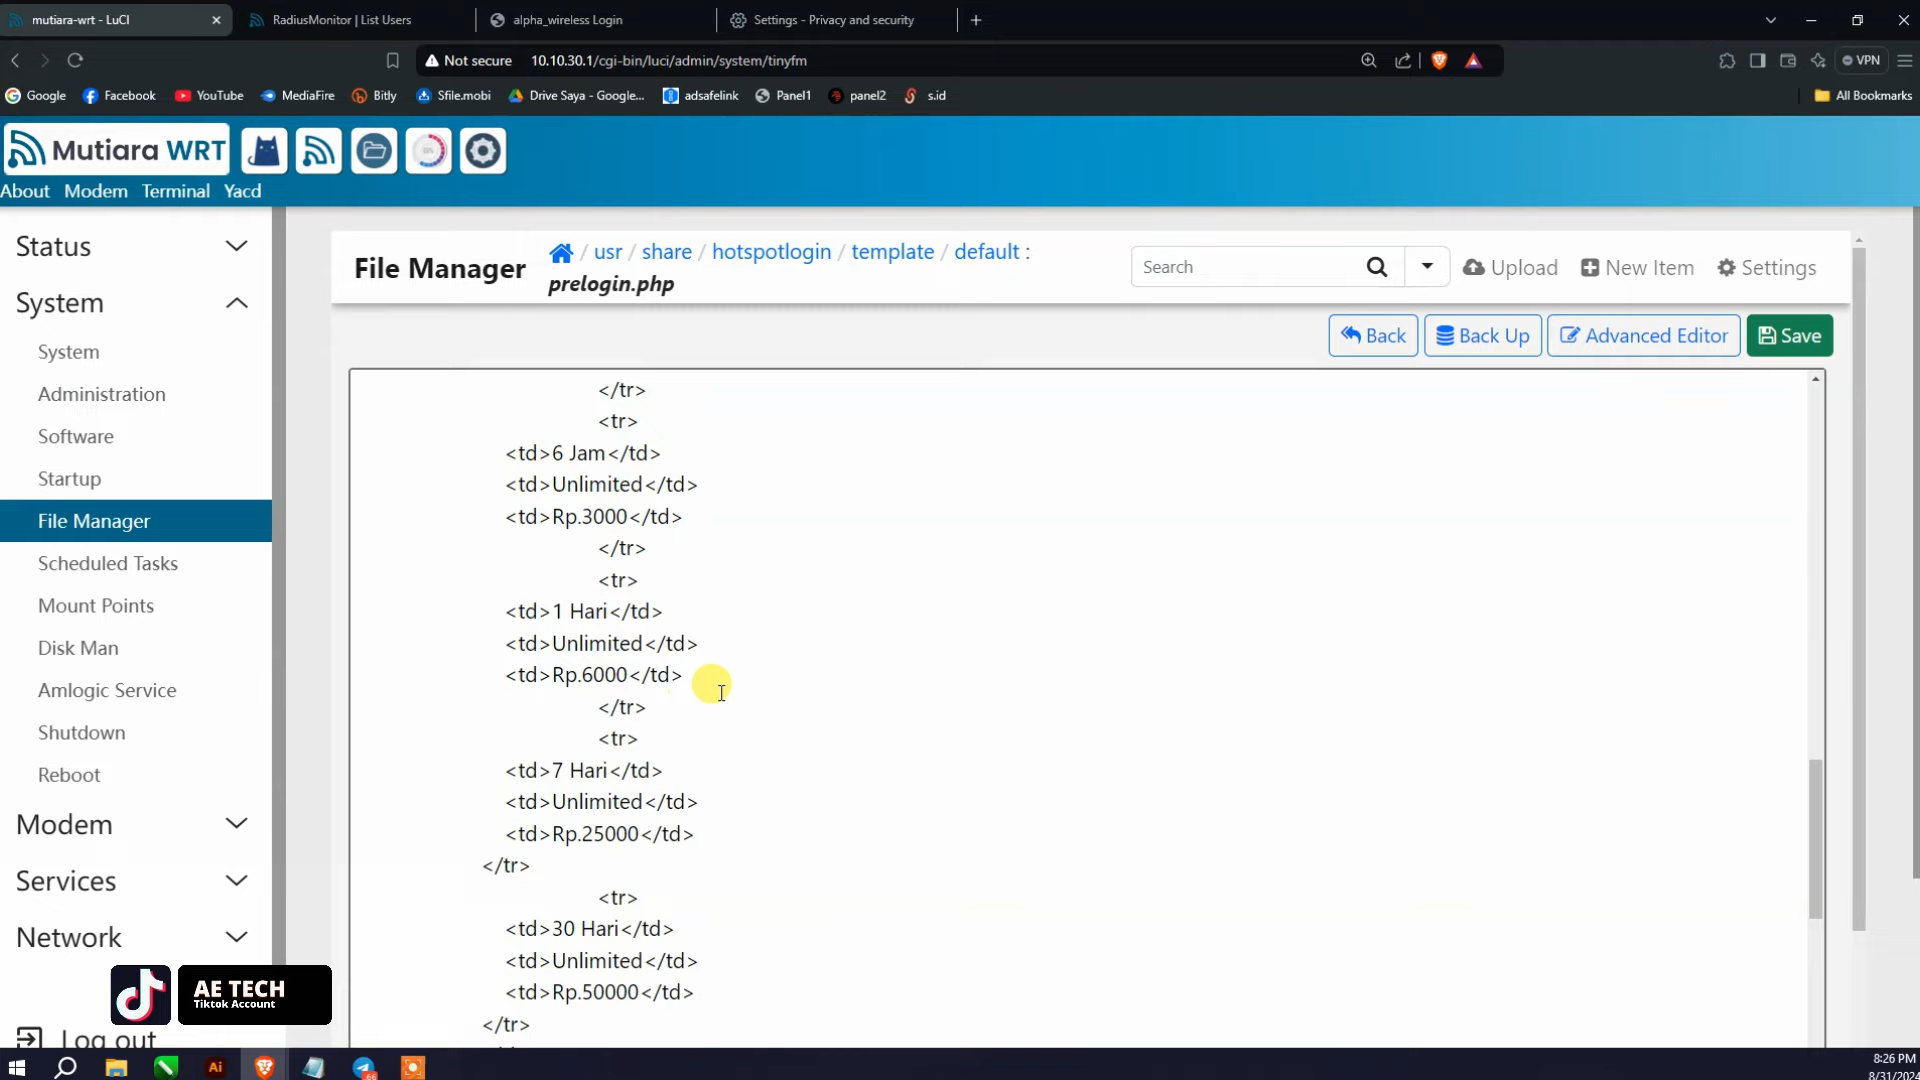 mutiara-wrt - LuCI
RadiusMonitor | List Users
alpha_wireless Login
Settings - Privacy and security
Not secure 10.10.30.1/cgi-bin/luci/admin/system/tinyfm
VPN
Google Facebook YouTube MediaFire Bitly Sfile.mobi Drive Saya - Google... adsafelink Panel1 panel2 s.id
All Bookmarks
Mutiara WRT
About Modem Terminal Yacd
Status
System
System
Administration
Software
Startup
File Manager
Scheduled Tasks
Mount Points
Disk Man
Amlogic Service
Shutdown
Reboot
Modem
Services
Network
Log out
AE TECH
Tiktok Account
File Manager
/ usr / share / hotspotlogin / template / default :
prelogin.php
Search
Upload
New Item
Settings
Back
Back Up
Advanced Editor
Save
</tr>
<tr>
<td>6 Jam</td>
<td>Unlimited</td>
<td>Rp.3000</td>
</tr>
<tr>
<td>1 Hari</td>
<td>Unlimited</td>
<td>Rp.6000</td>
</tr>
<tr>
<td>7 Hari</td>
<td>Unlimited</td>
<td>Rp.25000</td>
</tr>
<tr>
<td>30 Hari</td>
<td>Unlimited</td>
<td>Rp.50000</td>
</tr>
Ai
66
8:26 PM
8/31/2024